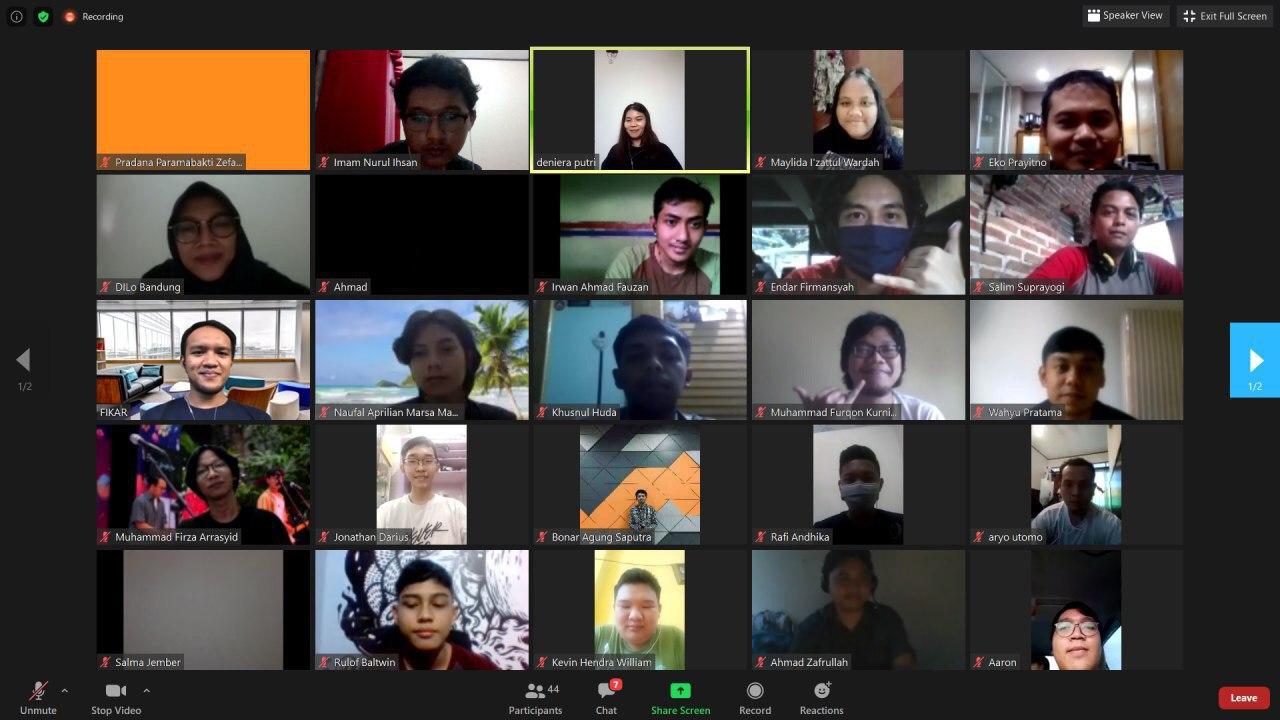 Recording
Speaker View
Exit Full Screen
Pradana Paramabakti Zefa...
Imam Nurul Ihsan
deniera putri
Maylida I'zattul Wardah
Eko Prayitno
DILo Bandung
Ahmad
Irwan Ahmad Fauzan
Endar Firmansyah
Salim Suprayogi
1/2
1/2
FIKAR
Naufal Aprilian Marsa Ma...
Khusnul Huda
Muhammad Furqon Kurni...
Wahyu Pratama
Muhammad Firza Arrasyid
Jonathan Darius
Bonar Agung Saputra
Rafi Andhika
aryo utomo
Salma Jember
Rulof Baltwin
Kevin Hendra William
Ahmad Zafrullah
Aaron
Unmute
Stop Video
44
Participants
7
Chat
Share Screen
Record
Reactions
Leave